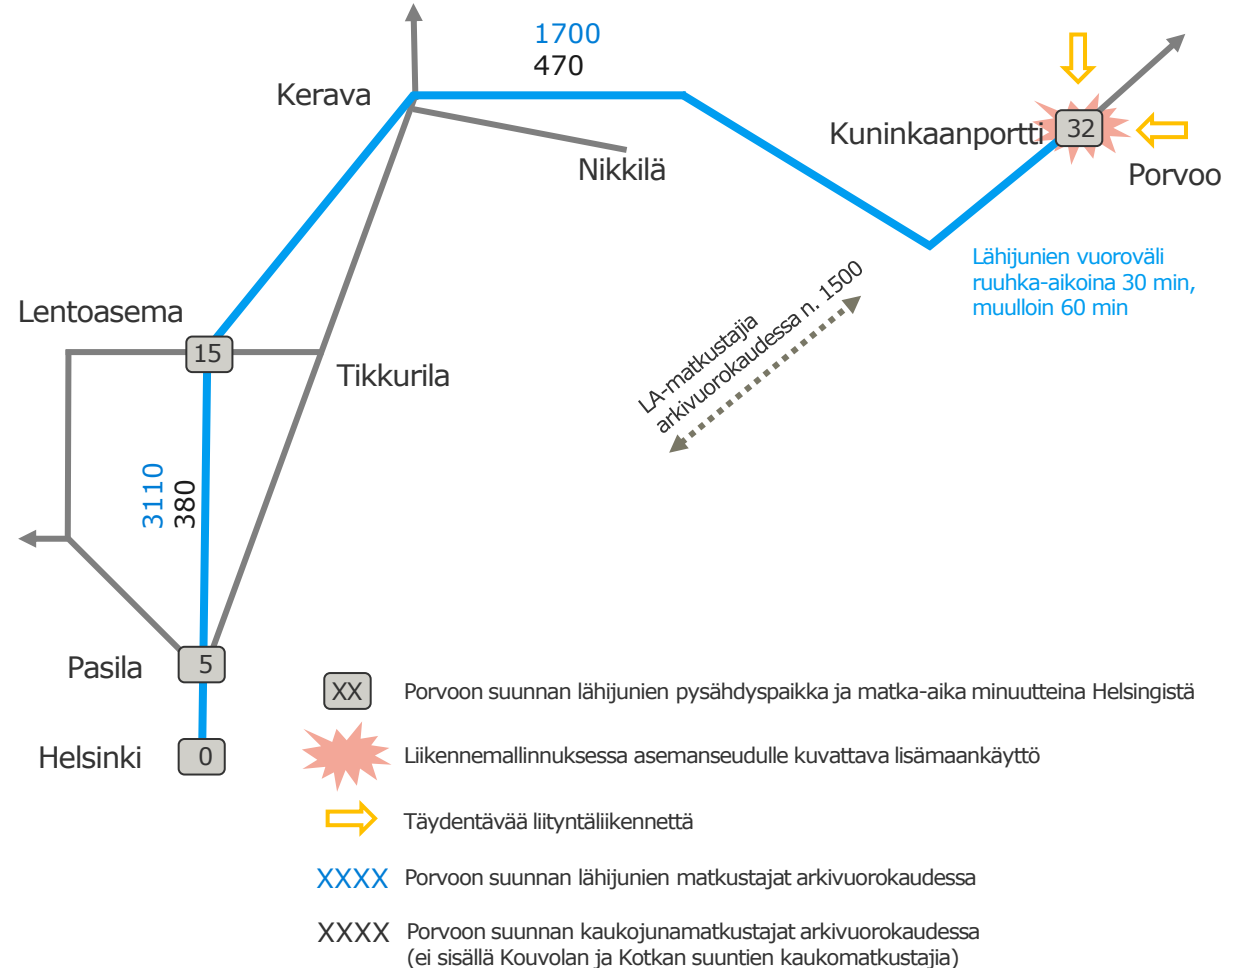 1700
470
Kerava
Kuninkaanportti
32
Nikkilä
Porvoo
Lähijunien vuoroväli
ruuhka-aikoina 30 min,
muulloin 60 min
LA-matkustajia
arkivuorokaudessa n. 1500
Lentoasema
15
Tikkurila
3110
380
Pasila
5
Helsinki
0
XX
Porvoon suunnan lähijunien pysähdyspaikka ja matka-aika minuutteina Helsingistä
Liikennemallinnuksessa asemanseudulle kuvattava lisämaankäyttö
Täydentävää liityntäliikennettä
XXXX Porvoon suunnan lähijunien matkustajat arkivuorokaudessa
XXXX Porvoon suunnan kaukojunamatkustajat arkivuorokaudessa
(ei sisällä Kouvolan ja Kotkan suuntien kaukomatkustajia)